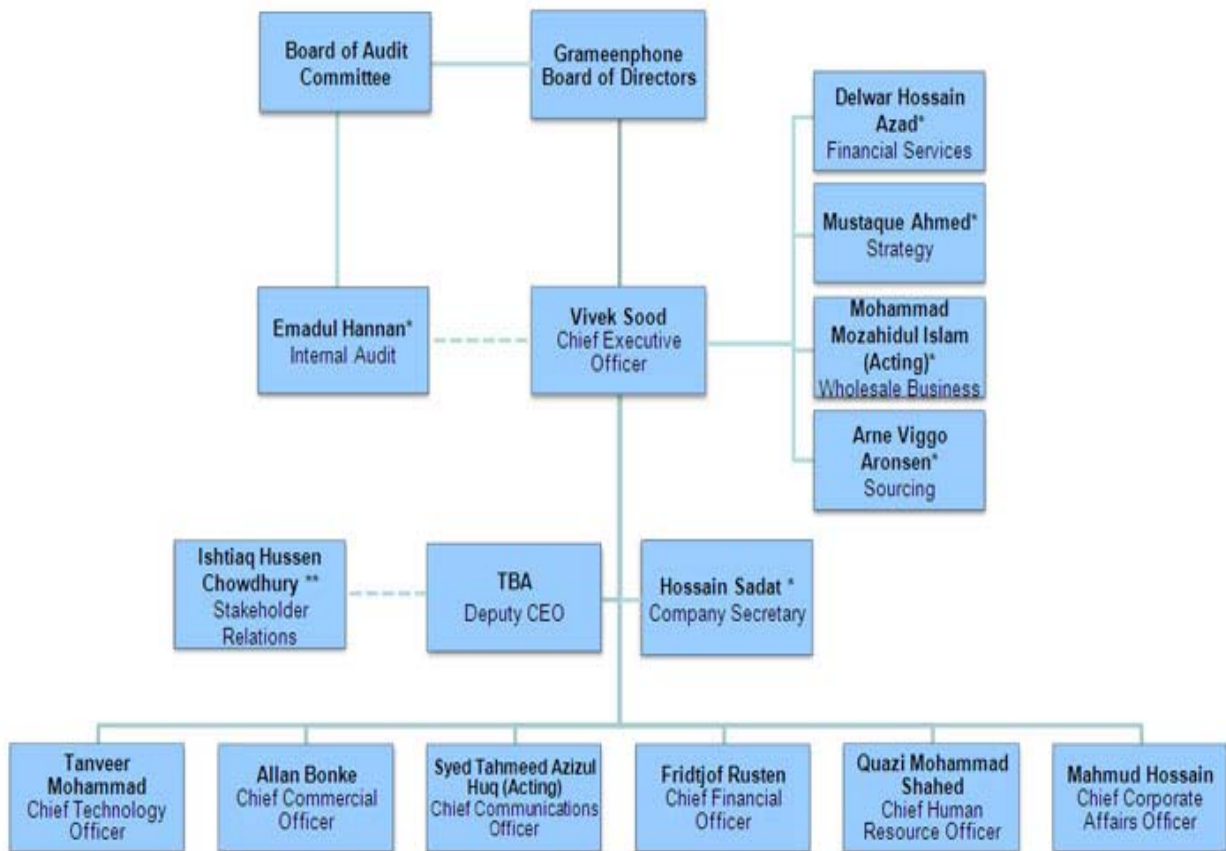 Board of Audit
Committee
Grameenphone
Board of Directors
Delwar Hossain
Azad*
Financial Services
Mustaque Ahmed*
Strategy
Mohammad
Mozahidul Islam
(Acting)*
Wholesale Business
Arne Viggo
Aronsen*
Sourcing
Emadul Hannan*
Internal Audit
Vivek Sood
Chief Executive
Officer
Ishtiaq Hussen
Chowdhury **
Stakeholder
Relations
TBA
Deputy CEO
Hossain Sadat *
Company Secretary
Tanveer
Mohammad
Chief Technology
Officer
Allan Bonke
Chief Commercial
Officer
Syed Tahmeed Azizul
Huq (Acting)
Chief Communications
Officer
Fridtjof Rusten
Chief Financial
Officer
Quazi Mohammad
Shahed
Chief Human
Resource Officer
Mahmud Hossain
Chief Corporate
Affairs Officer